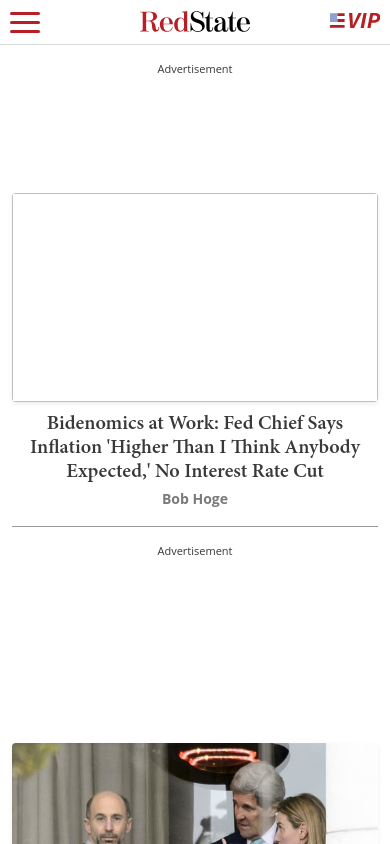 RedState
VIP
Advertisement
Bidenomics at Work: Fed Chief Says
Inflation 'Higher Than I Think Anybody
Expected,' No Interest Rate Cut
Bob Hoge
Advertisement